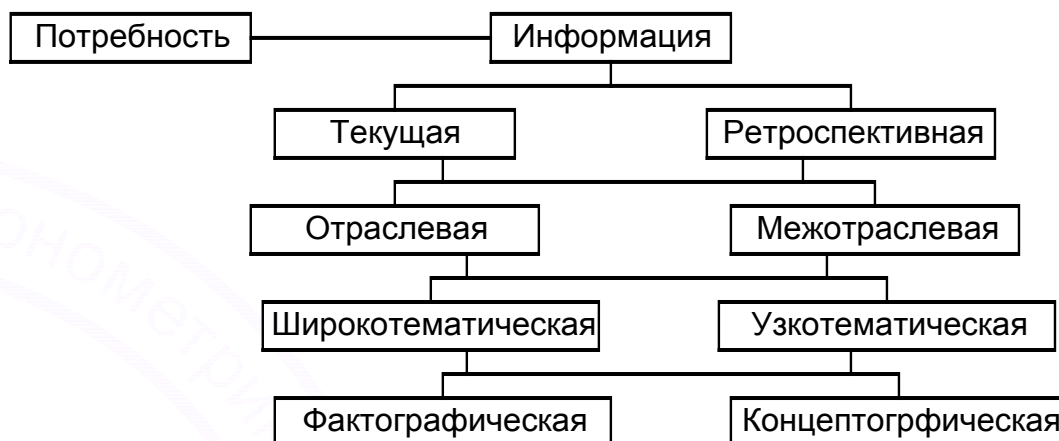 Потребность Информация
Текущая Ретроспективная
Отраслевая Межотраслевая
Широкотематическая Узкотематическая
Фактографическая Концептогрфическая